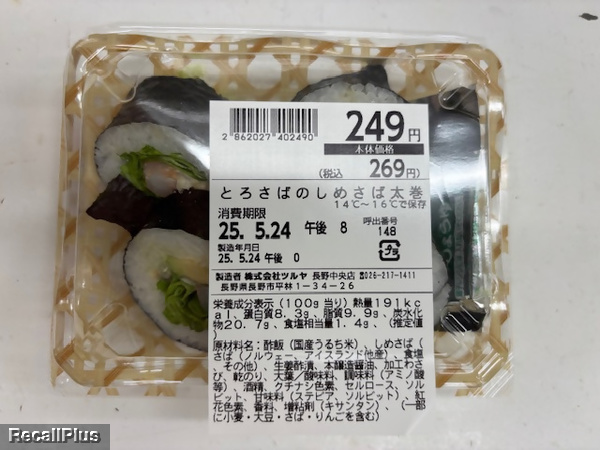 2 862027 402490
249円
本体価格
(税込 269円)
とろさばのしめさば太巻
14℃〜16℃で保存
消費期限
25. 5.24 午後 8
呼出番号
148
製造年月日
25. 5.24 午後 0
プラ
製造者 株式会社ツルヤ 長野中央店 ☎026-217-1411
長野県長野市平林1-34-26
栄養成分表示(100g当り)熱量191kc
al、蛋白質8.3g、脂質9.9g、炭水化
物20.7g、食塩相当量1.4g、(推定値
)
原材料名:酢飯(国産うるち米)、しめさば(
さば(ノルウェー、アイスランド他産)、食塩
、その他)、生姜酢漬、本醸造醤油、加工わさ
び、乾のり、大葉/酸味料、調味料(アミノ酸
等)、酒精、クチナシ色素、セルロース、ソル
ビット、甘味料(ステビア、ソルビット)、紅
花色素、香料、増粘剤(キサンタン)、(一部
に小麦・大豆・さば・りんごを含む)
RecallPlus